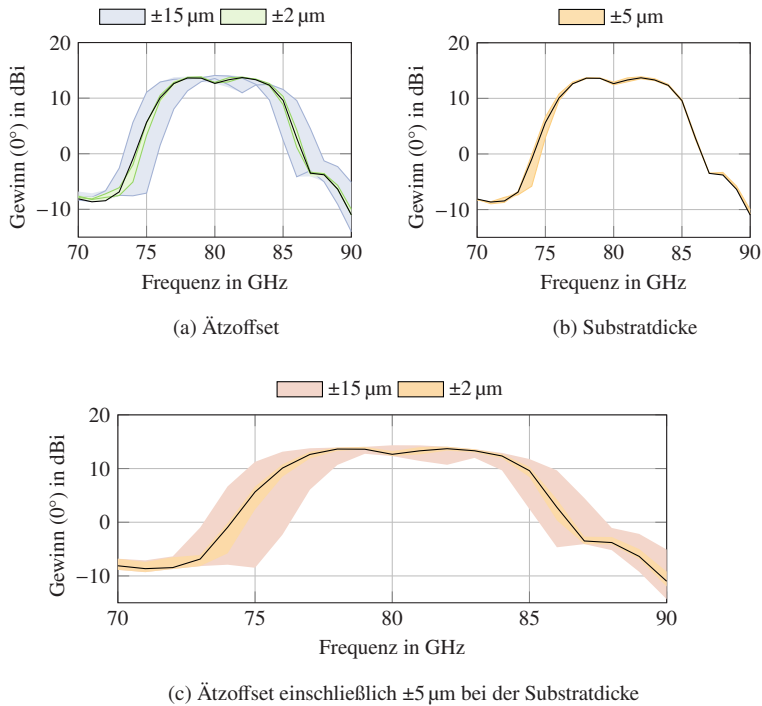 ±15 µm ±2 µm
20
10
0
−10
70 75 80 85 90
Gewinn (0°) in dBi
Frequenz in GHz
(a) Ätzoffset
±5 µm
20
10
0
−10
70 75 80 85 90
Gewinn (0°) in dBi
Frequenz in GHz
(b) Substratdicke
±15 µm ±2 µm
20
10
0
−10
70 75 80 85 90
Gewinn (0°) in dBi
Frequenz in GHz
(c) Ätzoffset einschließlich ±5 µm bei der Substratdicke